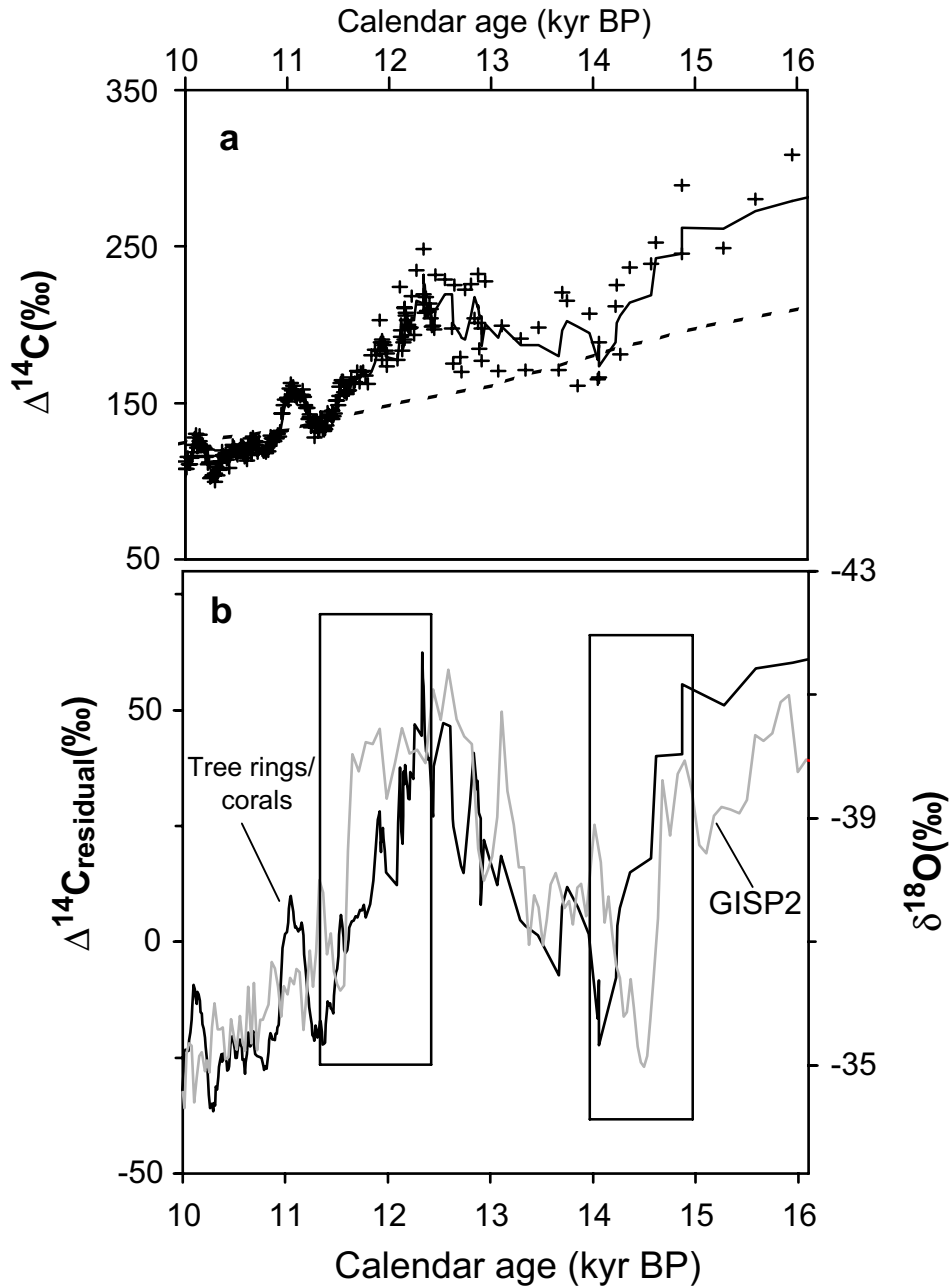 Calendar age (kyr BP)
10 11 12 13 14 15 16
350
a
250
150
50
Δ14C(‰)
b
-43
50
-39
0
-35
-50
Tree rings/
corals
GISP2
Δ14Cresidual(‰)
δ18O(‰)
10 11 12 13 14 15 16
Calendar age (kyr BP)